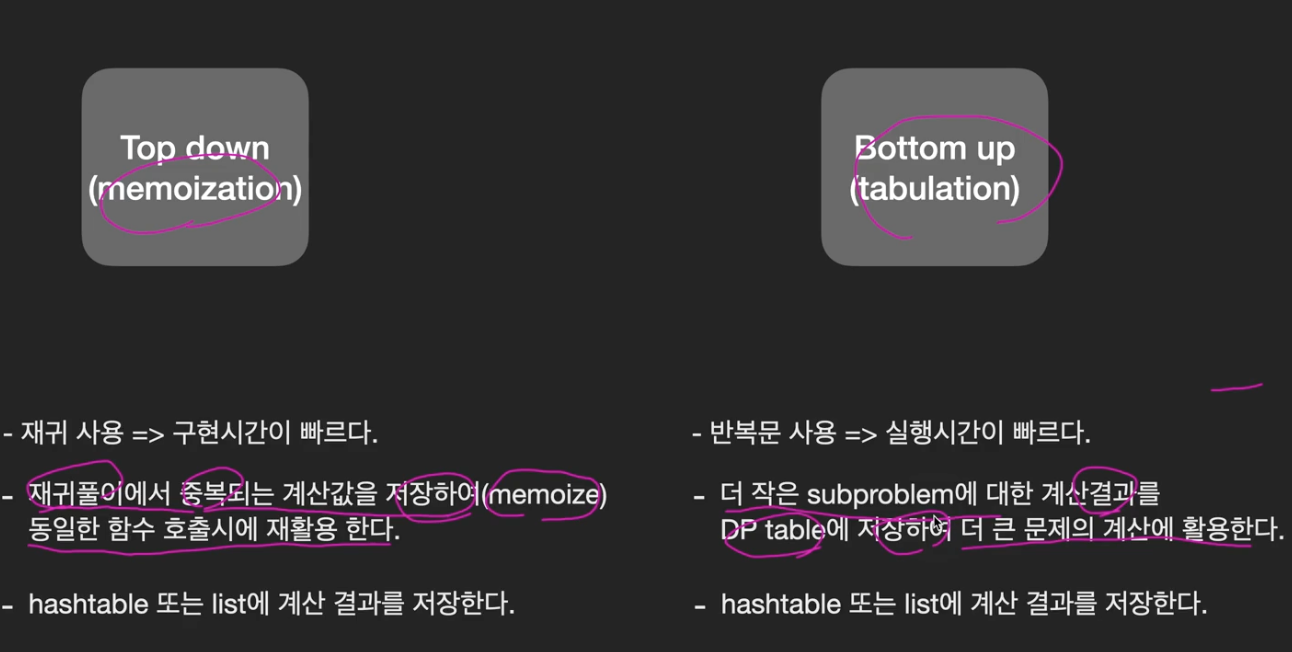 Top down
(memoization)
- 재귀 사용 => 구현시간이 빠르다.
- 재귀풀이에서 중복되는 계산값을 저장하여(memoize)
동일한 함수 호출시에 재활용 한다.
- hashtable 또는 list에 계산 결과를 저장한다.
Bottom up
(tabulation)
- 반복문 사용 => 실행시간이 빠르다.
- 더 작은 subproblem에 대한 계산결과를
DP table에 저장하여 더 큰 문제의 계산에 활용한다.
- hashtable 또는 list에 계산 결과를 저장한다.